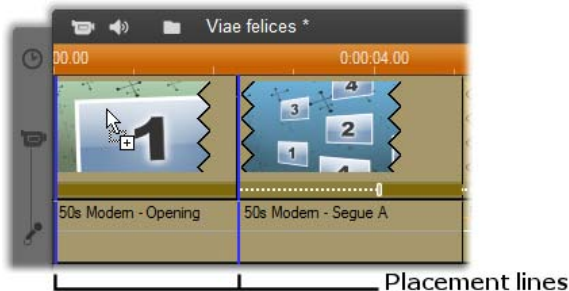 Viae felices *
00.00 0:00:04.00
1
4
3
2
1
50s Modern - Opening 50s Modern - Segue A
Placement lines